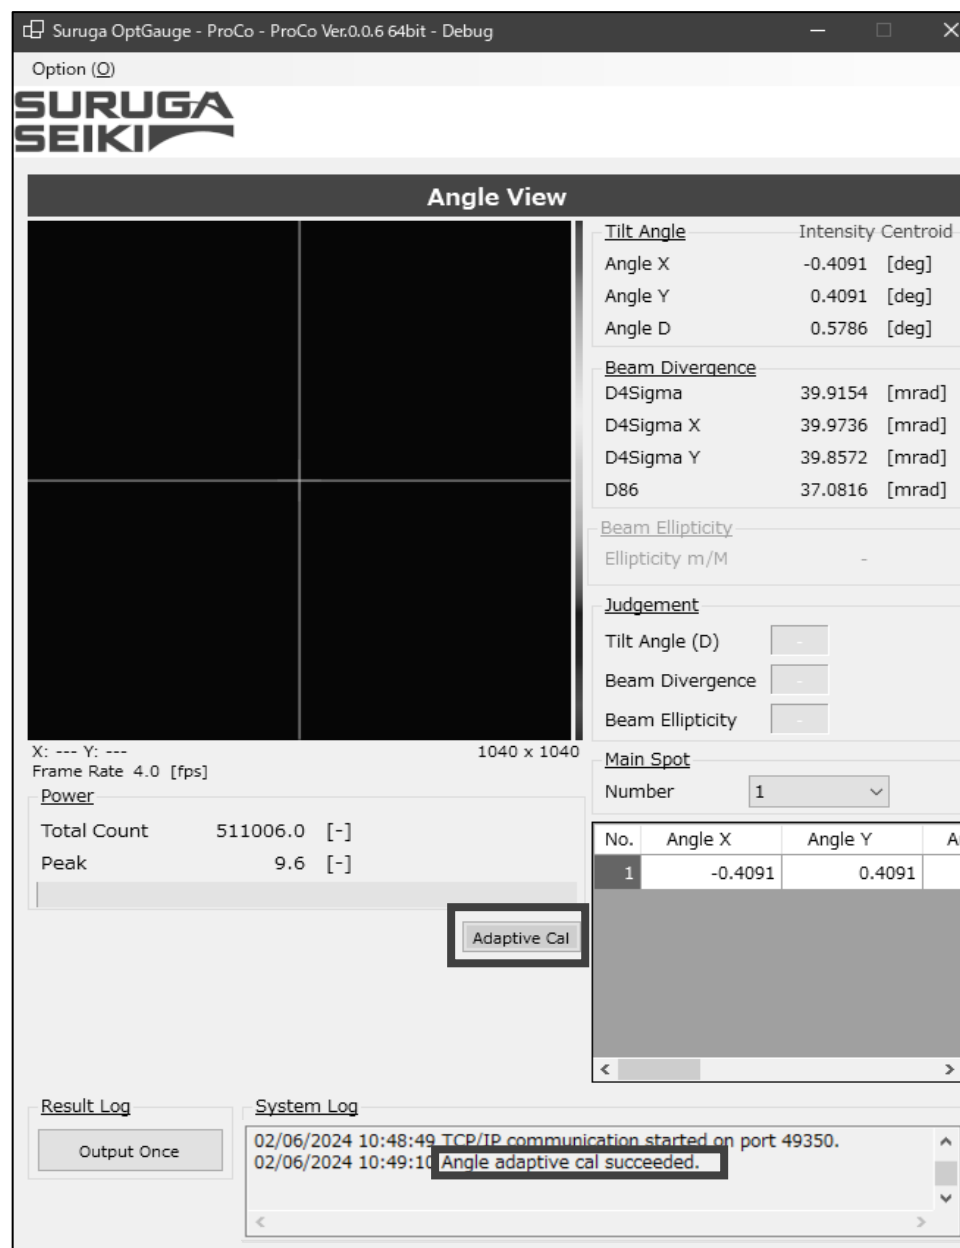 Suruga OptGauge - ProCo - ProCo Ver.0.0.6 64bit - Debug
Option (O)
SURUGA
SEIKI
Angle View
Tilt Angle Intensity Centroid
Angle X -0.4091 [deg]
Angle Y 0.4091 [deg]
Angle D 0.5786 [deg]
Beam Divergence
D4Sigma 39.9154 [mrad]
D4Sigma X 39.9736 [mrad]
D4Sigma Y 39.8572 [mrad]
D86 37.0816 [mrad]
Beam Ellipticity
Ellipticity m/M -
Judgement
Tilt Angle (D) -
Beam Divergence -
Beam Ellipticity -
X: --- Y: --- 1040 x 1040
Frame Rate 4.0 [fps]
Main Spot
Number 1
Power
Total Count 511006.0 [-]
Peak 9.6 [-]
No. Angle X Angle Y A
1 -0.4091 0.4091
Adaptive Cal
Result Log
Output Once
System Log
02/06/2024 10:48:49 TCP/IP communication started on port 49350.
02/06/2024 10:49:10 Angle adaptive cal succeeded.